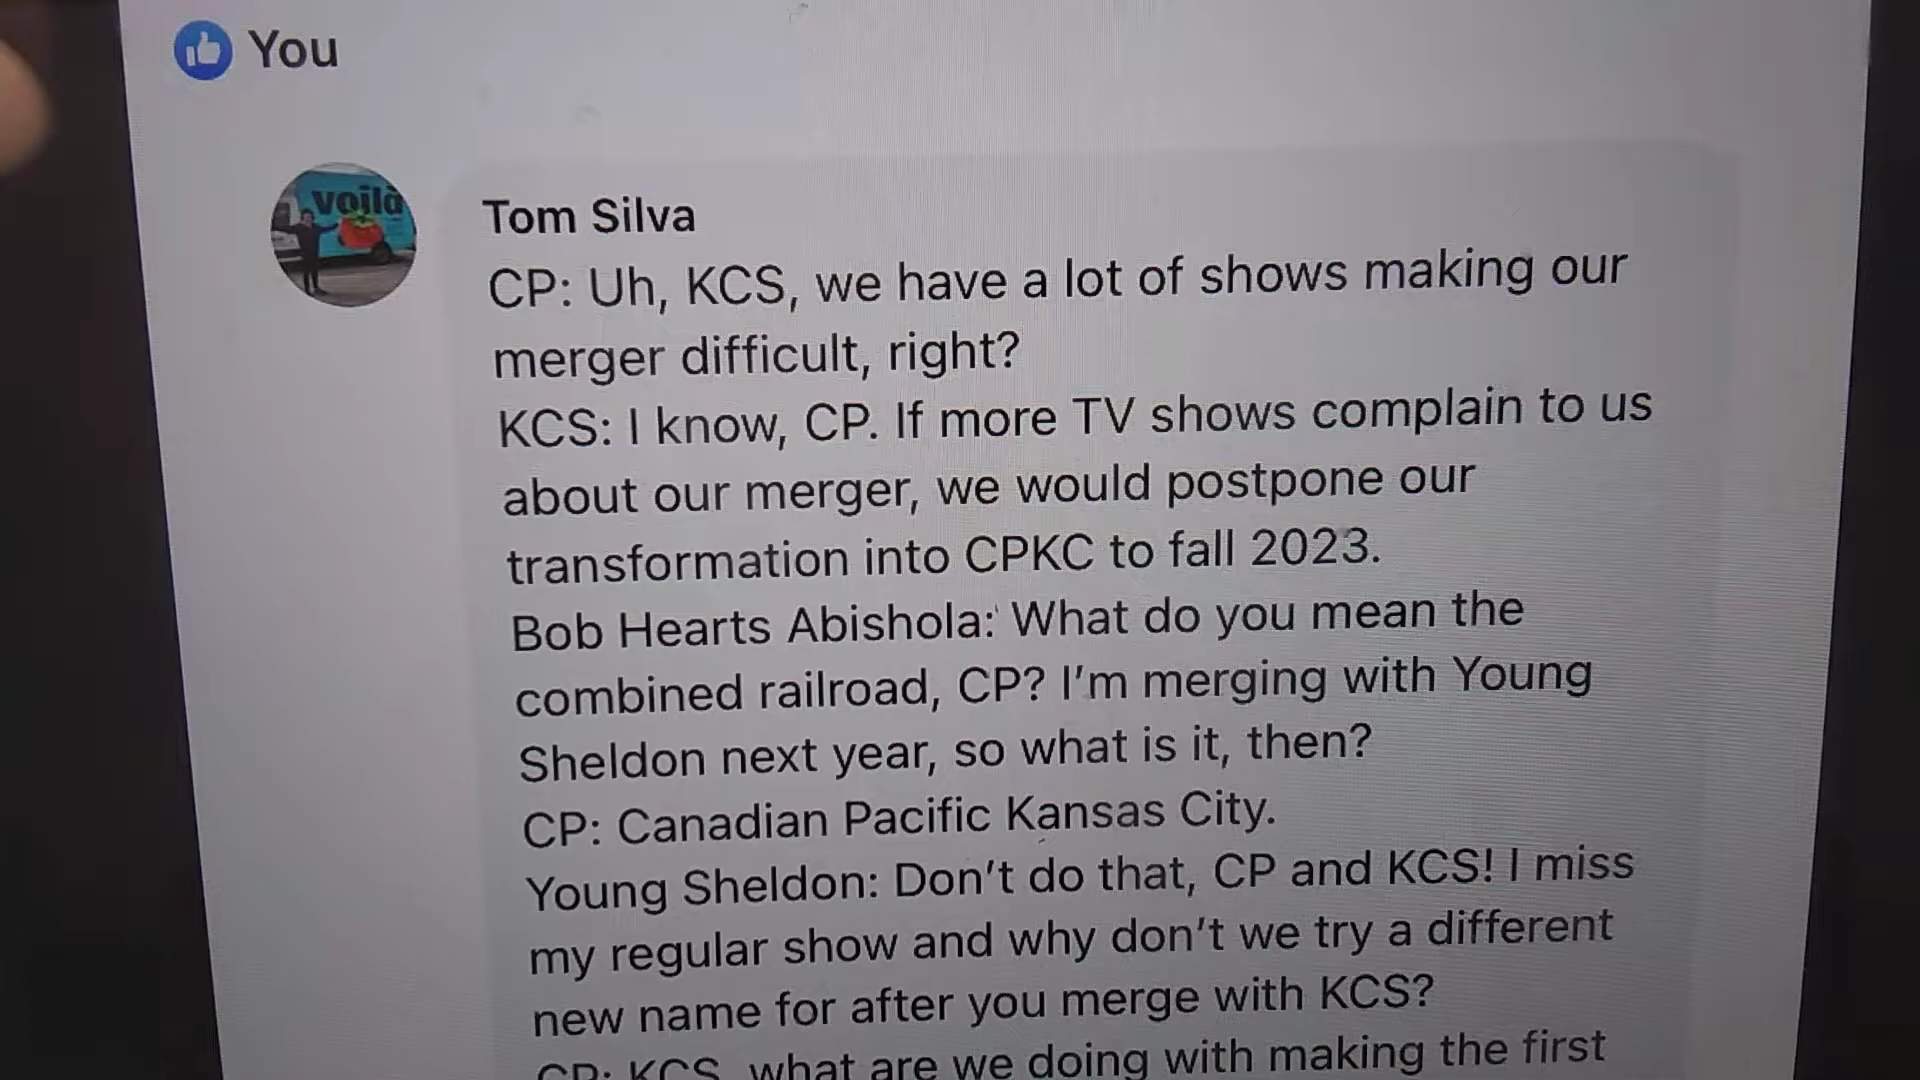 You
voilà
Tom Silva
CP: Uh, KCS, we have a lot of shows making our
merger difficult, right?
KCS: I know, CP. If more TV shows complain to us
about our merger, we would postpone our
transformation into CPKC to fall 2023.
Bob Hearts Abishola: What do you mean the
combined railroad, CP? I'm merging with Young
Sheldon next year, so what is it, then?
CP: Canadian Pacific Kansas City.
Young Sheldon: Don't do that, CP and KCS! I miss
my regular show and why don't we try a different
new name for after you merge with KCS?
CP: KCS, what are we doing with making the first